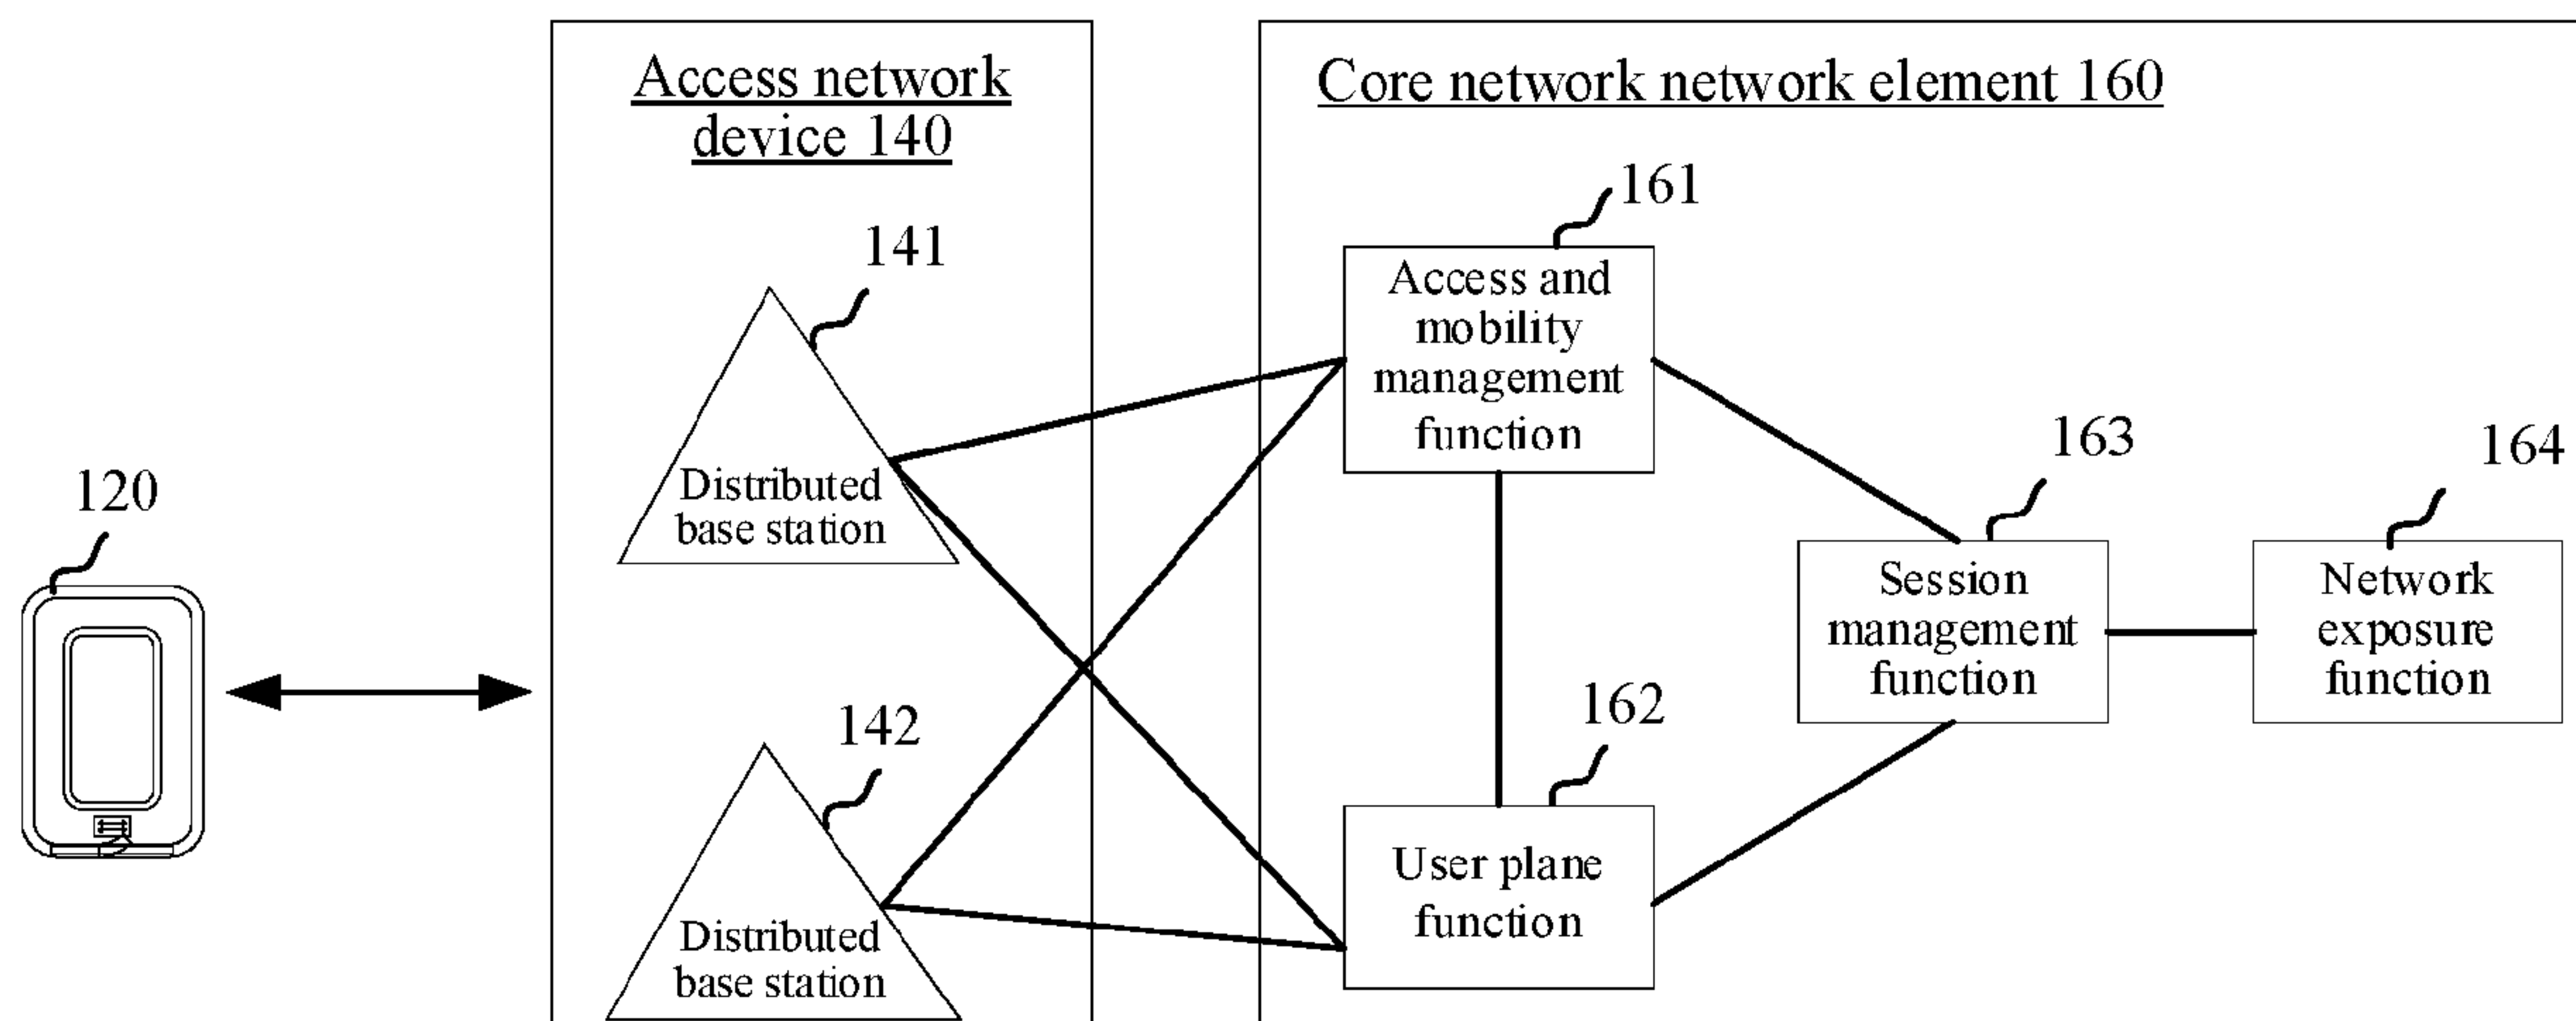 Access network
device 140
Core network network element 160
161
141
Access and
mobility
management
function
163
164
120
Distributed
base station
Session
management
function
Network
exposure
function
162
142
User plane
function
Distributed
base station